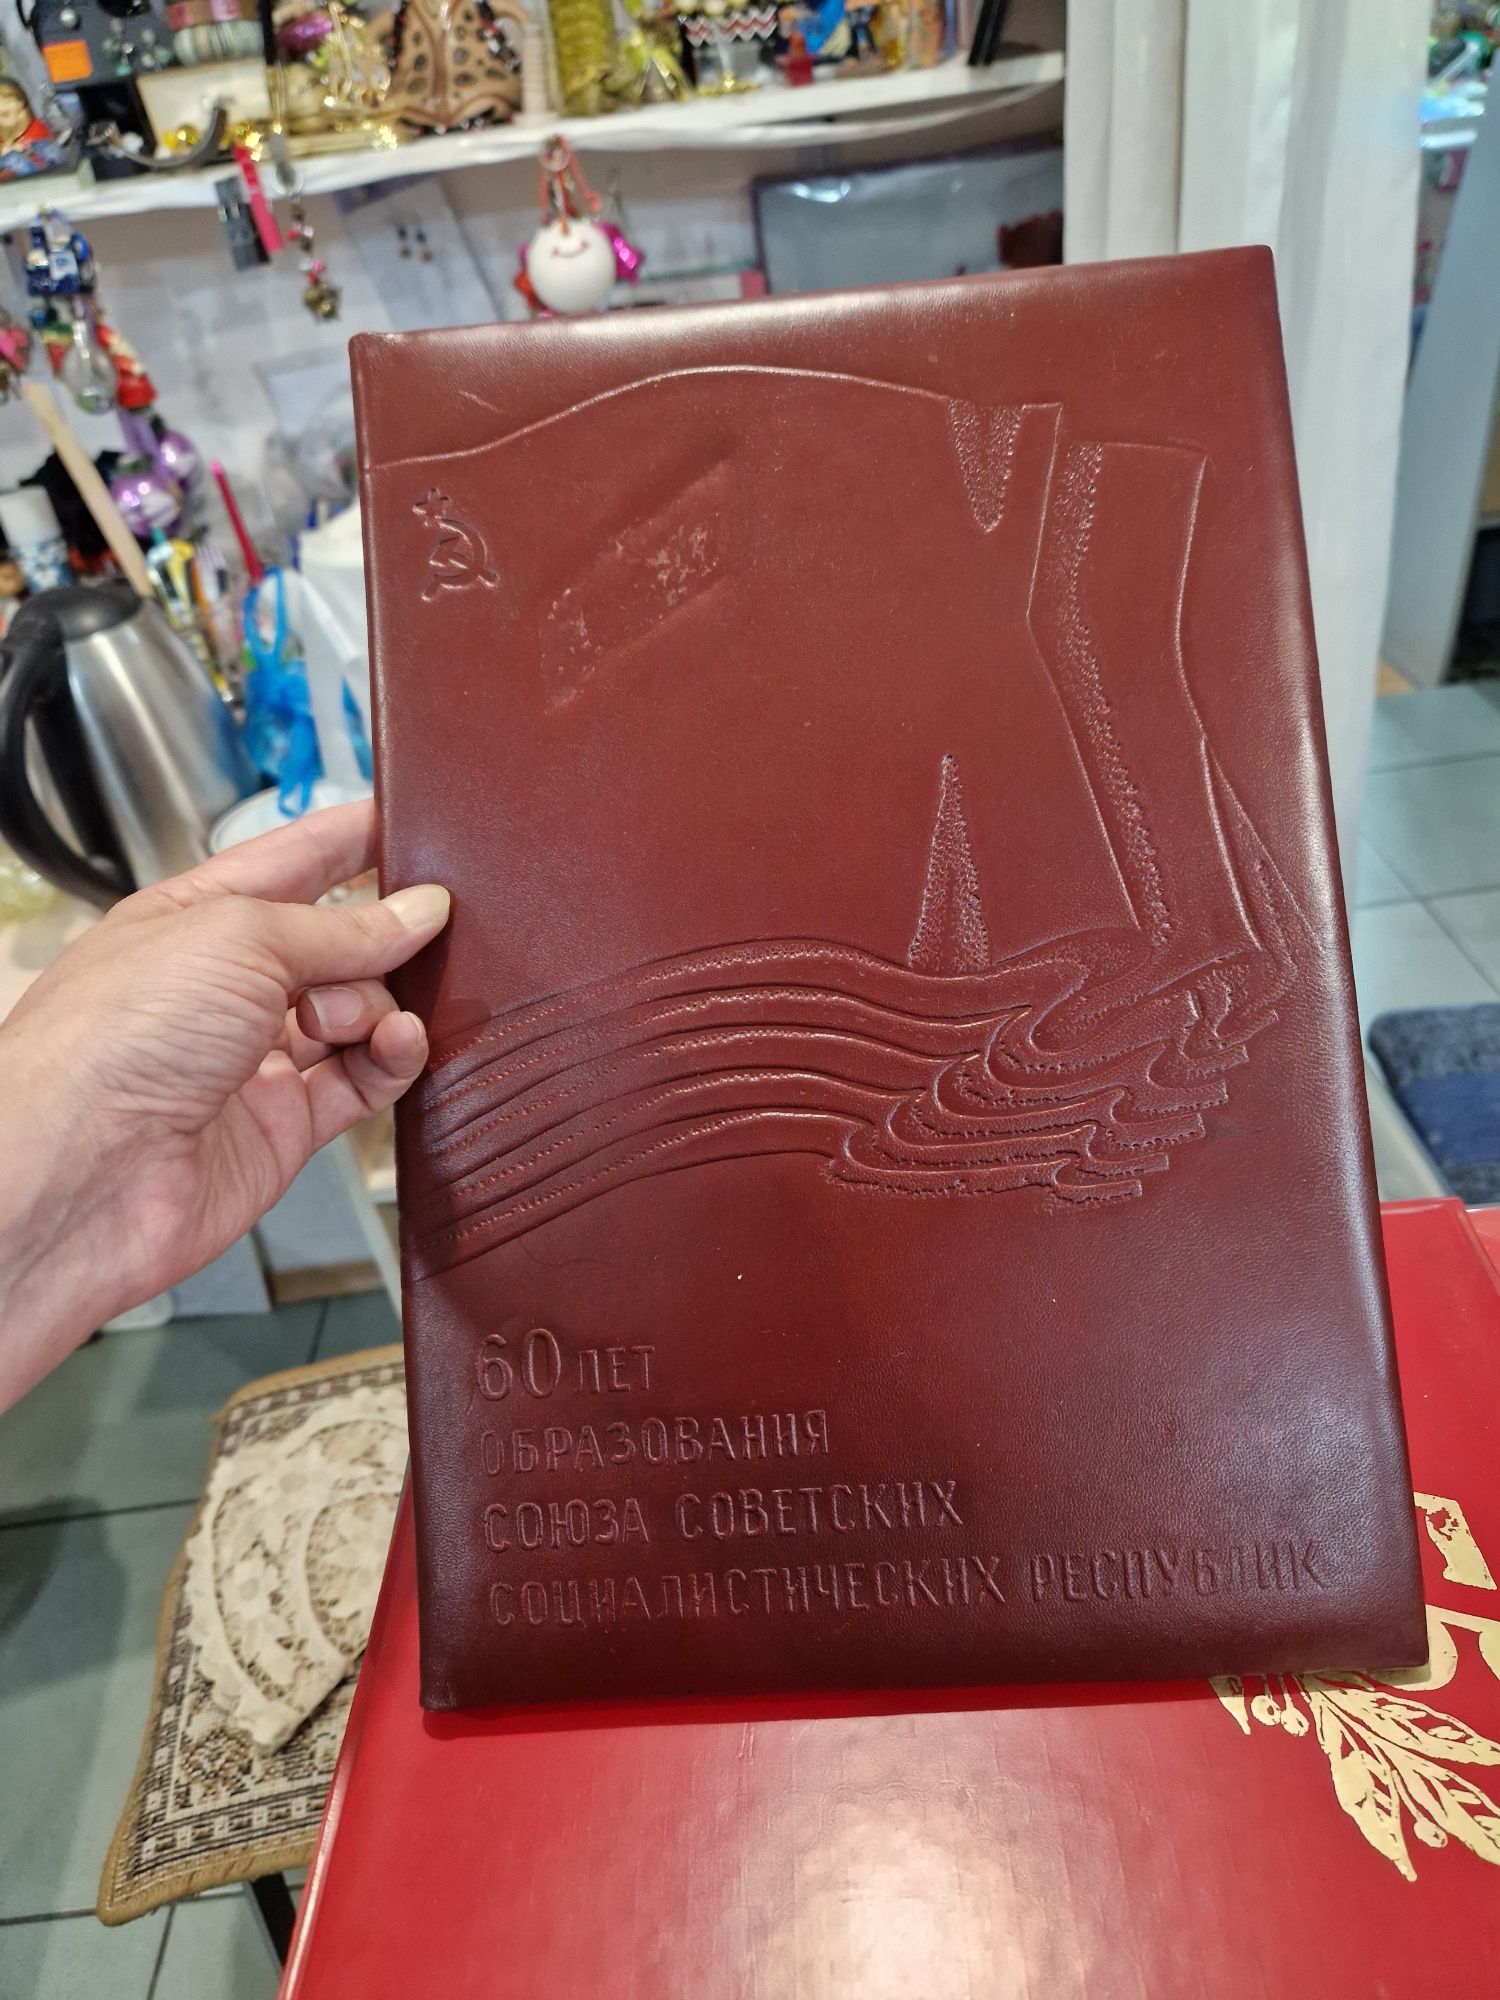 60 ЛЕТ
ОБРАЗОВАНИЯ
СОЮЗА СОВЕТСКИХ
СОЦИАЛИСТИЧЕСКИХ РЕСПУБЛИК